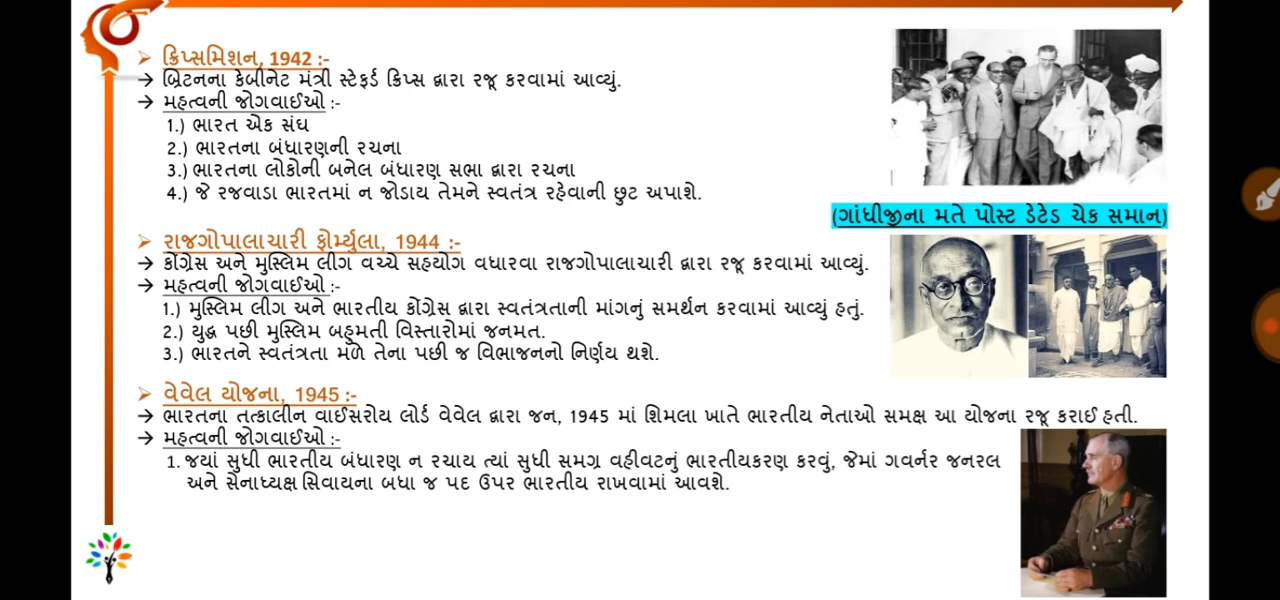 ➢ ક્રિપ્સમિશન, 1942 :-
→ બ્રિટનના કેબીનેટ મંત્રી સ્ટેફર્ડ ક્રિપ્સ દ્વારા રજૂ કરવામાં આવ્યું.
→ મહત્વની જોગવાઈઓ :-
1.) ભારત એક સંઘ
2.) ભારતના બંધારણની રચના
3.) ભારતના લોકોની બનેલ બંધારણ સભા દ્વારા રચના
4.) જે રજવાડા ભારતમાં ન જોડાય તેમને સ્વતંત્ર રહેવાની છુટ અપાશે.
(ગાંધીજીના મતે પોસ્ટ ડેટેડ ચેક સમાન)
➢ રાજગોપાલાચારી ફોર્મ્યુલા, 1944 :-
→ કોંગ્રેસ અને મુસ્લિમ લીગ વચ્ચે સહયોગ વધારવા રાજગોપાલાચારી દ્વારા રજૂ કરવામાં આવ્યું.
→ મહત્વની જોગવાઈઓ :-
1.) મુસ્લિમ લીગ અને ભારતીય કોંગ્રેસ દ્વારા સ્વતંત્રતાની માંગનું સમર્થન કરવામાં આવ્યું હતું.
2.) યુદ્ધ પછી મુસ્લિમ બહુમતી વિસ્તારોમાં જનમત.
3.) ભારતને સ્વતંત્રતા મળે તેના પછી જ વિભાજનનો નિર્ણય થશે.
➢ વેવેલ યોજના, 1945 :-
→ ભારતના તત્કાલીન વાઈસરોય લોર્ડ વેવેલ દ્વારા જન, 1945 માં શિમલા ખાતે ભારતીય નેતાઓ સમક્ષ આ યોજના રજૂ કરાઈ હતી.
→ મહત્વની જોગવાઈઓ :-
1. જયાં સુધી ભારતીય બંધારણ ન રચાય ત્યાં સુધી સમગ્ર વહીવટનું ભારતીયકરણ કરવું, જેમાં ગવર્નર જનરલ
અને સેનાધ્યક્ષ સિવાયના બધા જ પદ ઉપર ભારતીય રાખવામાં આવશે.